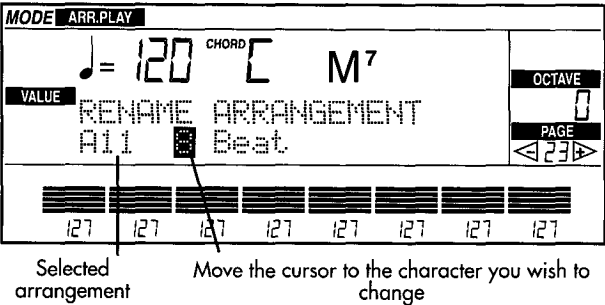 MODE ARR.PLAY
♩= 120 CHORD C M7
OCTAVE
0
VALUE
RENAME ARRANGEMENT
A11 8 Beat
PAGE
23
127 127 127 127 127 127 127 127
Selected arrangement
Move the cursor to the character you wish to change